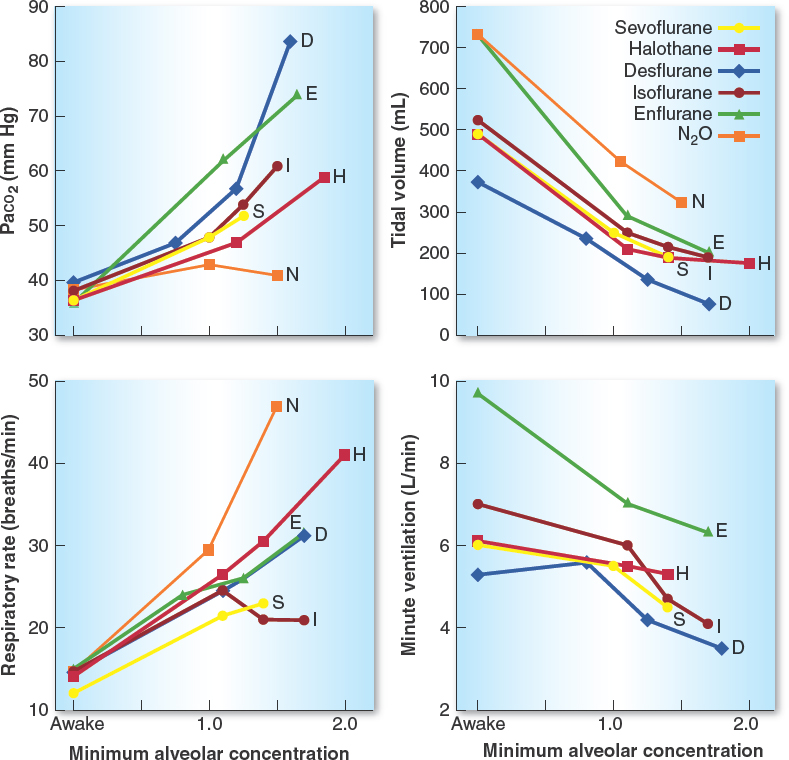 90
80
70
60
50
40
30
Paco2 (mm Hg)
D
E
I
H
S
N
800
700
600
500
400
300
200
100
0
Tidal volume (mL)
Sevoflurane
Halothane
Desflurane
Isoflurane
Enflurane
N2O
N
E
S
I
H
D
50
40
30
20
10
Respiratory rate (breaths/min)
N
H
E
D
S
I
Awake
1.0
2.0
Minimum alveolar concentration
10
8
6
4
2
Minute ventilation (L/min)
E
H
S
I
D
Awake
1.0
2.0
Minimum alveolar concentration